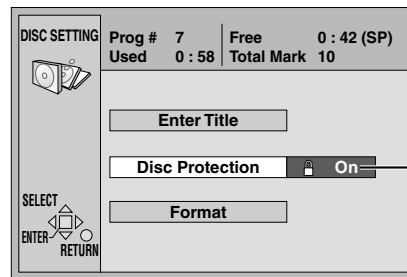 DISC SETTING
Prog # 7 Free 0 : 42 (SP)
Used 0 : 58 Total Mark 10
Enter Title
Disc Protection On
Format
SELECT
ENTER
RETURN